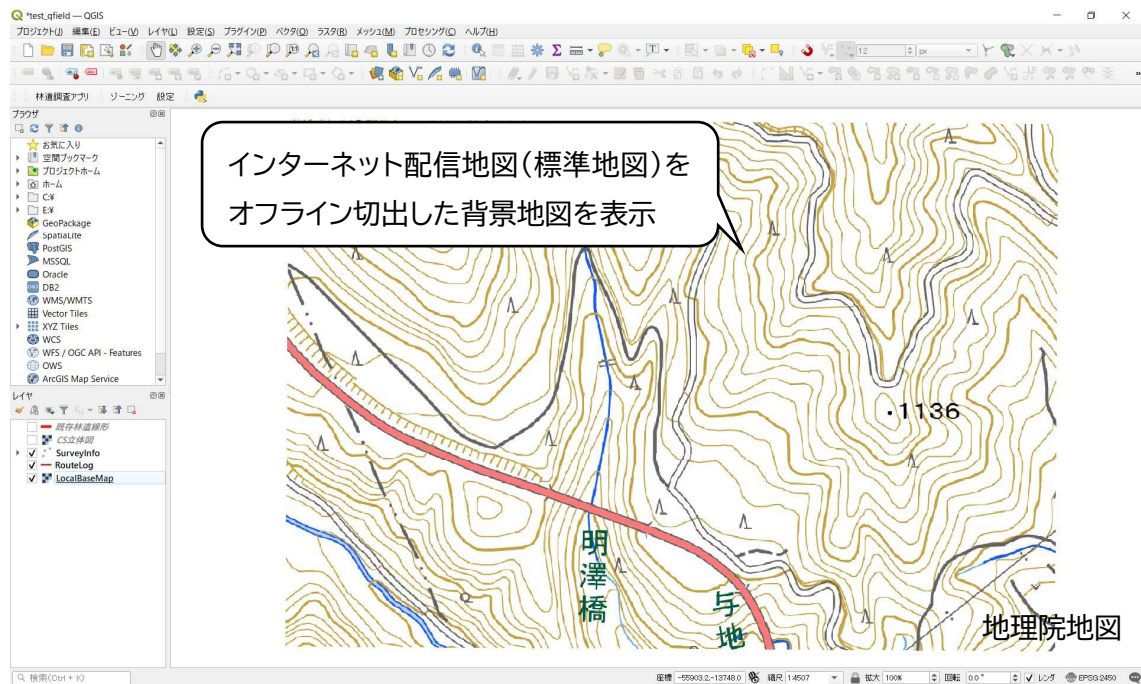 *test_qfield — QGIS
プロジェクト(J) 編集(E) ビュー(V) レイヤ(L) 設定(S) プラグイン(P) ベクタ(O) ラスタ(R) メッシュ(M) プロセシング(C) ヘルプ(H)
12 px
林道調査アプリ ゾーニング 設定
ブラウザ
お気に入り
空間ブックマーク
プロジェクトホーム
ホーム
C:¥
E:¥
GeoPackage
SpatiaLite
PostGIS
MSSQL
Oracle
DB2
WMS/WMTS
Vector Tiles
XYZ Tiles
WCS
WFS / OGC API - Features
OWS
ArcGIS Map Service
レイヤ
既存林道線形
CS立体図
SurveyInfo
RouteLog
LocalBaseMap
インターネット配信地図(標準地図)を
オフライン切出した背景地図を表示
・1136
明澤橋
与地
地理院地図
検索(Ctrl + K)
座標 -55903.2,-13748.0 縮尺 1:4507 拡大 100% 回転 0.0° レンダ EPSG:2450